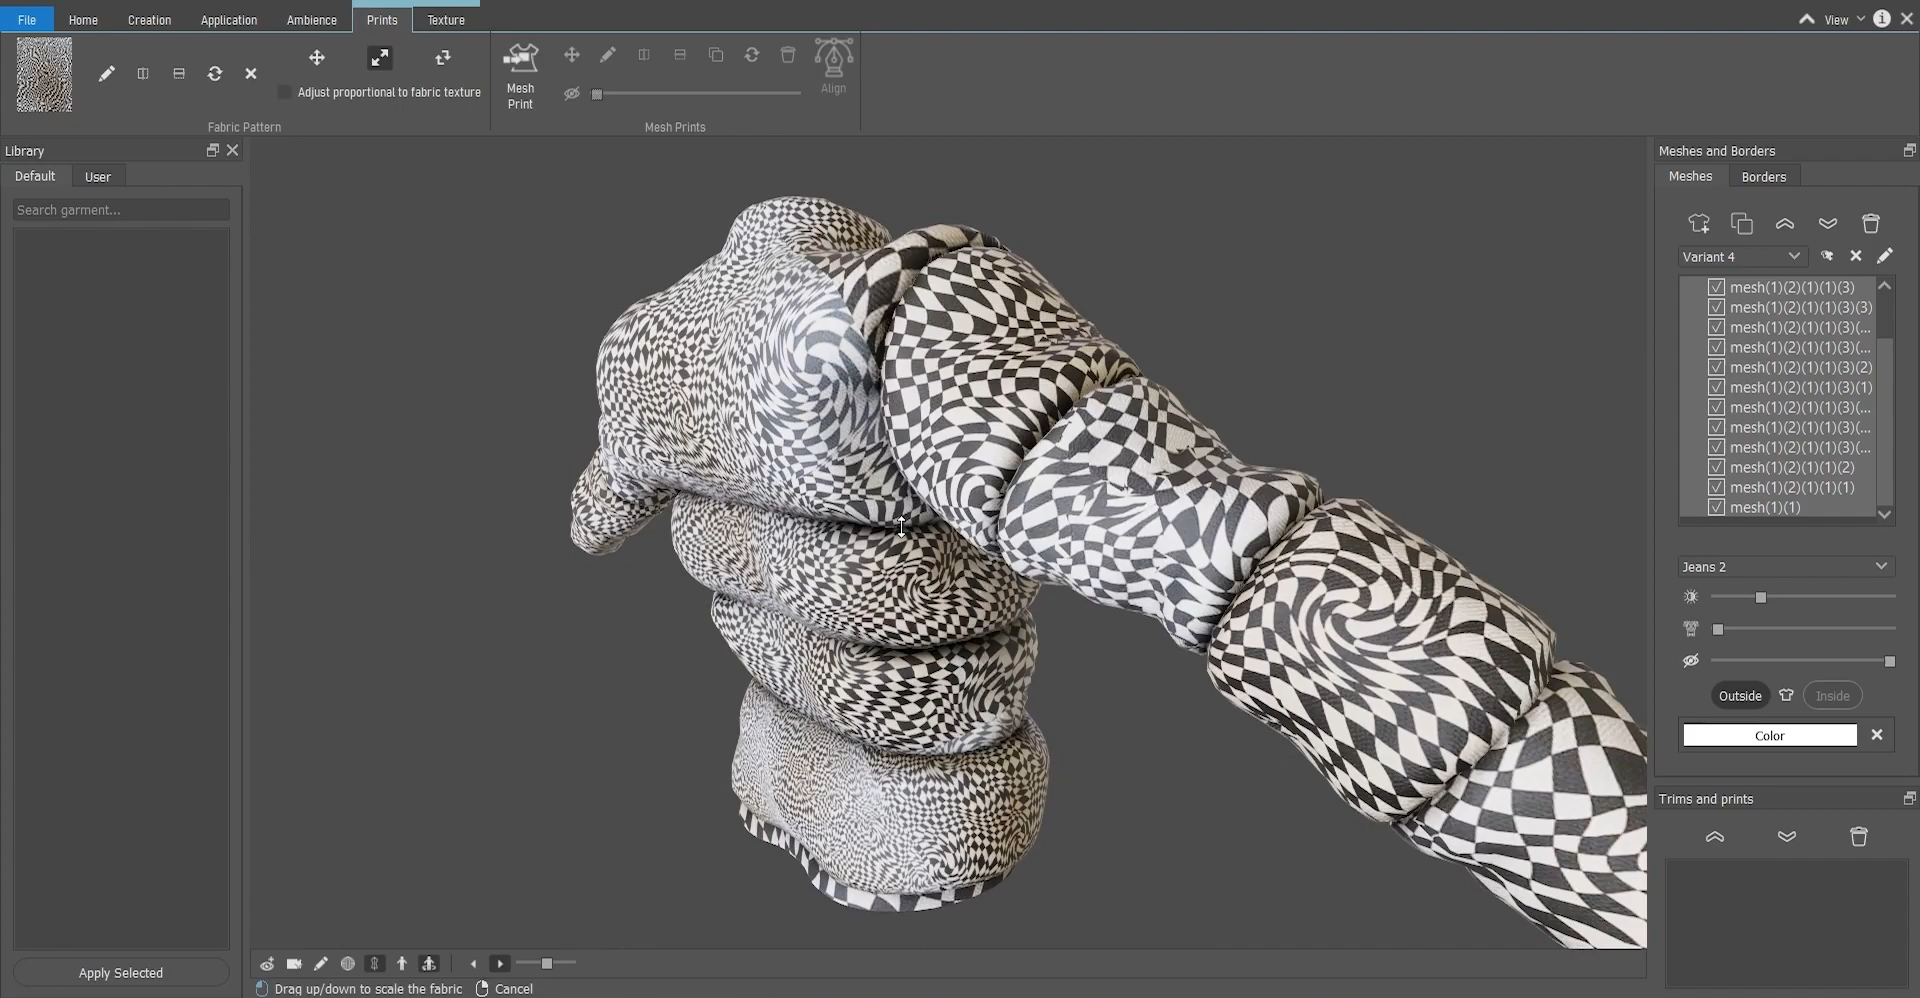 File Home Creation Application Ambience Prints Texture View
Adjust proportional to fabric texture
Fabric Pattern
Mesh
Print
Align
Mesh Prints
Library
Default User
Search garment...
Apply Selected
Drag up/down to scale the fabric Cancel
Meshes and Borders
Meshes Borders
Variant 4
mesh(1)(2)(1)(1)(3)
mesh(1)(2)(1)(1)(3)(3)
mesh(1)(2)(1)(1)(3)(...
mesh(1)(2)(1)(1)(3)(...
mesh(1)(2)(1)(1)(3)(2)
mesh(1)(2)(1)(1)(3)(1)
mesh(1)(2)(1)(1)(3)(...
mesh(1)(2)(1)(1)(3)(...
mesh(1)(2)(1)(1)(3)(...
mesh(1)(2)(1)(1)(2)
mesh(1)(2)(1)(1)(1)
mesh(1)(1)
Jeans 2
Outside Inside
Color
Trims and prints